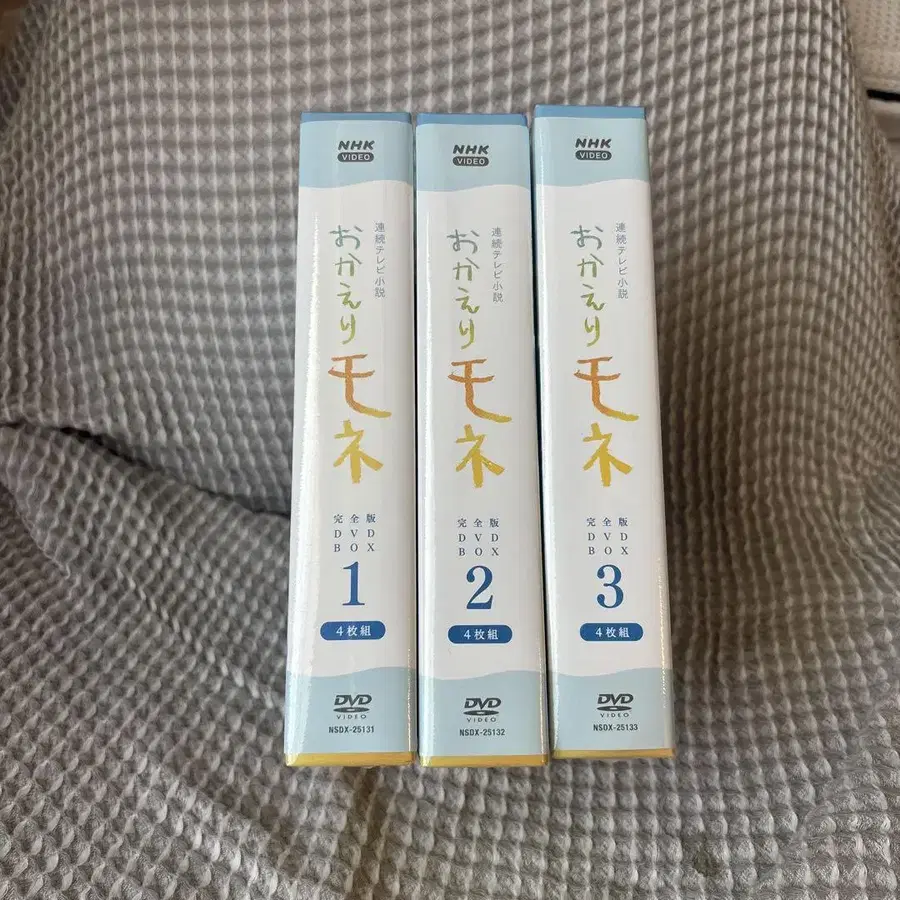 NHK
VIDEO
連続テレビ小説
おかえりモネ
完全版
DVD
BOX
1
4枚組
DVD
VIDEO
NSDX-25131
NHK
VIDEO
連続テレビ小説
おかえりモネ
完全版
DVD
BOX
2
4枚組
DVD
VIDEO
NSDX-25132
NHK
VIDEO
連続テレビ小説
おかえりモネ
完全版
DVD
BOX
3
4枚組
DVD
VIDEO
NSDX-25133